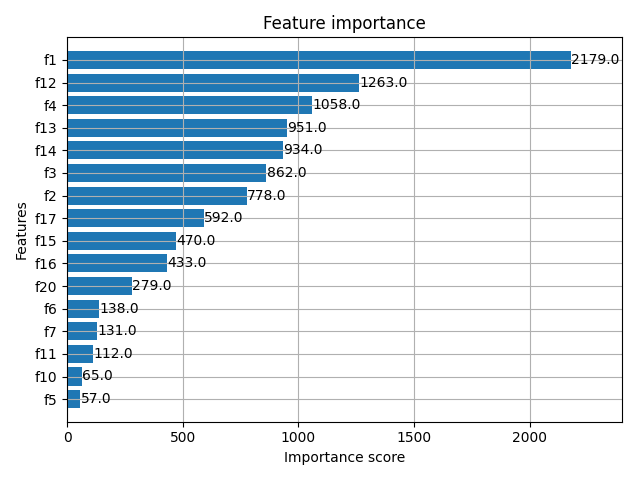 Feature importance
f1 2179.0
f12 1263.0
f4 1058.0
f13 951.0
f14 934.0
f3 862.0
f2 778.0
f17 592.0
f15 470.0
f16 433.0
f20 279.0
f6 138.0
f7 131.0
f11 112.0
f10 65.0
f5 57.0
Features
0 500 1000 1500 2000
Importance score